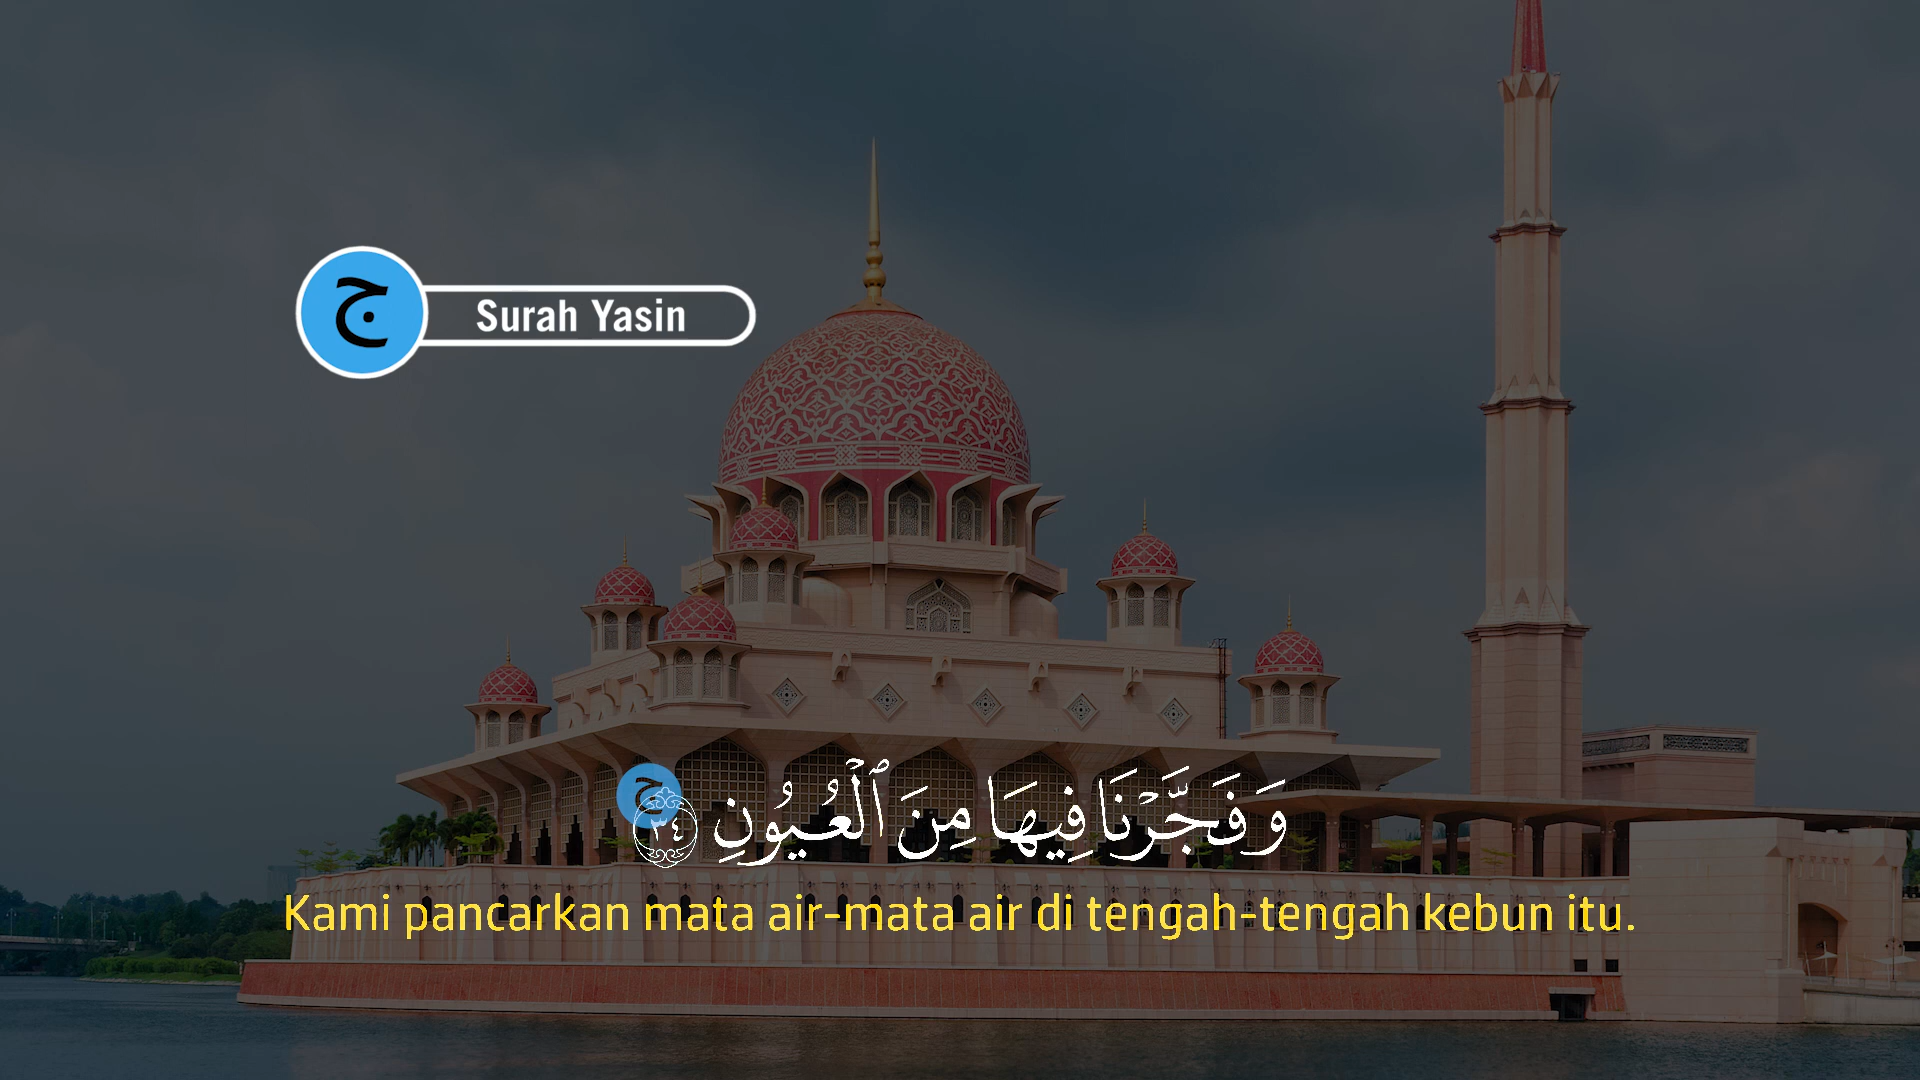 ج
Surah Yasin
وَفَجَّرْنَا فِيهَا مِنَ ٱلْعُيُونِ ٣٤
ج
Kami pancarkan mata air-mata air di tengah-tengah kebun itu.